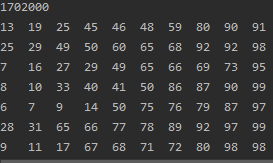 1702000
13 19 25 45 46 48 59 80 90 91
25 29 49 50 60 65 68 92 92 98
7 16 27 29 49 65 66 69 73 95
8 10 33 40 41 50 86 87 90 99
6 7 9 14 50 75 76 79 87 97
28 31 65 66 77 78 89 92 97 99
9 11 17 67 68 71 72 80 98 98